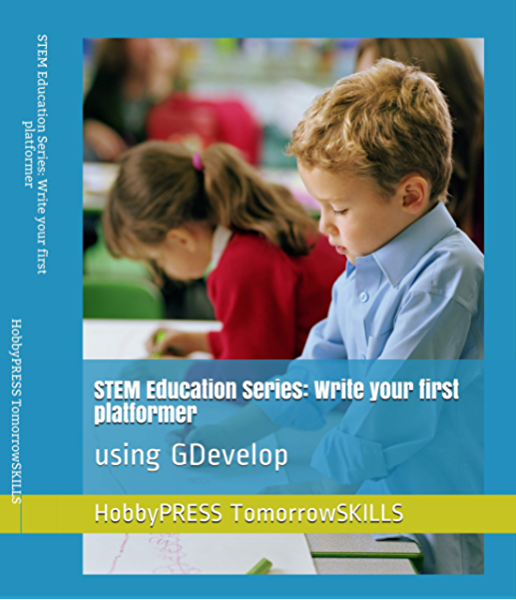 STEM Education Series: Write your first
platformer
HobbyPRESS TomorrowSKILLS
STEM Education Series: Write your first
platformer
using GDevelop
HobbyPRESS TomorrowSKILLS